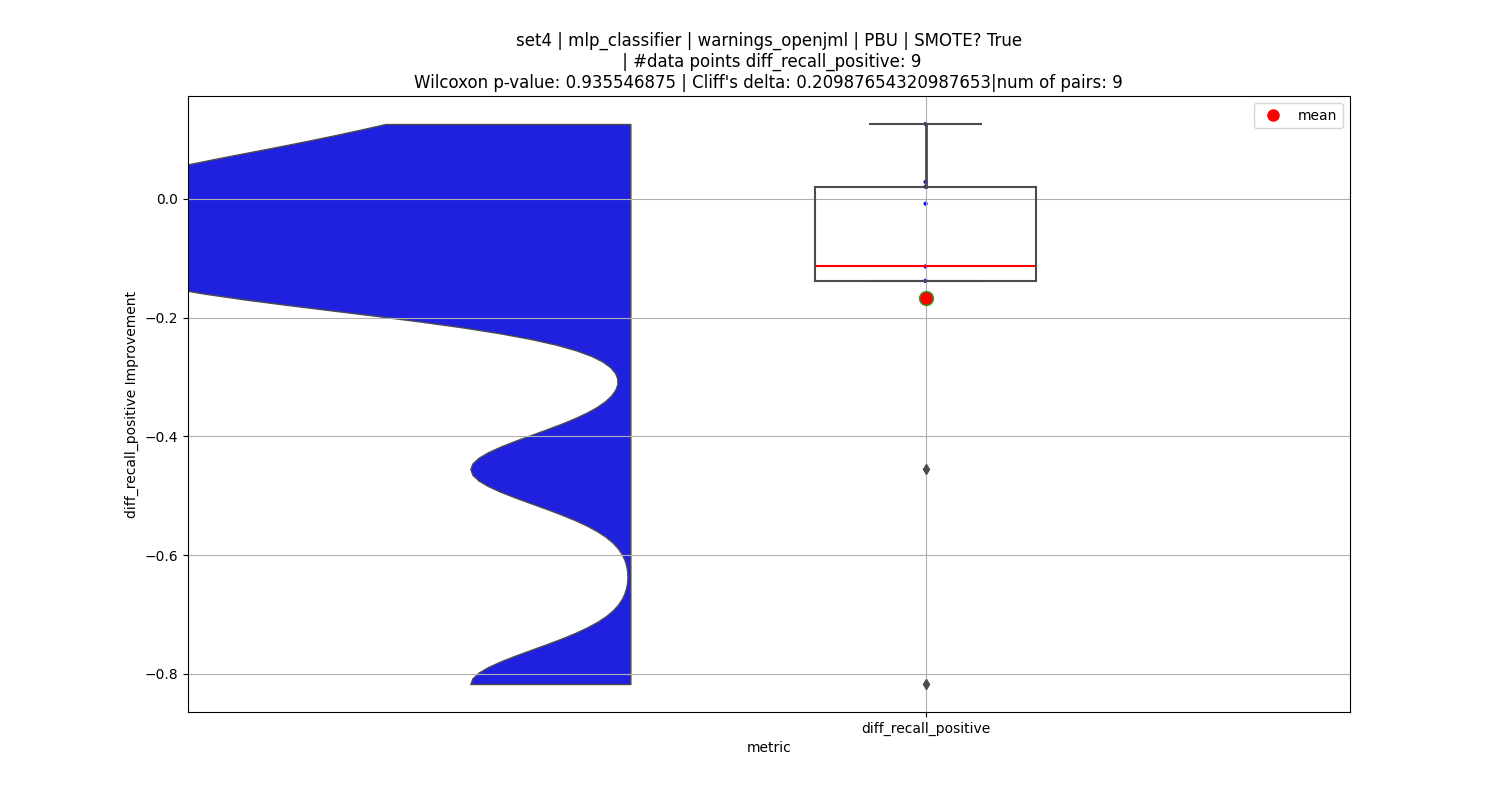 set4 | mlp_classifier | warnings_openjml | PBU | SMOTE? True
| #data points diff_recall_positive: 9
Wilcoxon p-value: 0.935546875 | Cliff's delta: 0.20987654320987653|num of pairs: 9
mean
0.0
−0.2
−0.4
−0.6
−0.8
diff_recall_positive Improvement
diff_recall_positive
metric